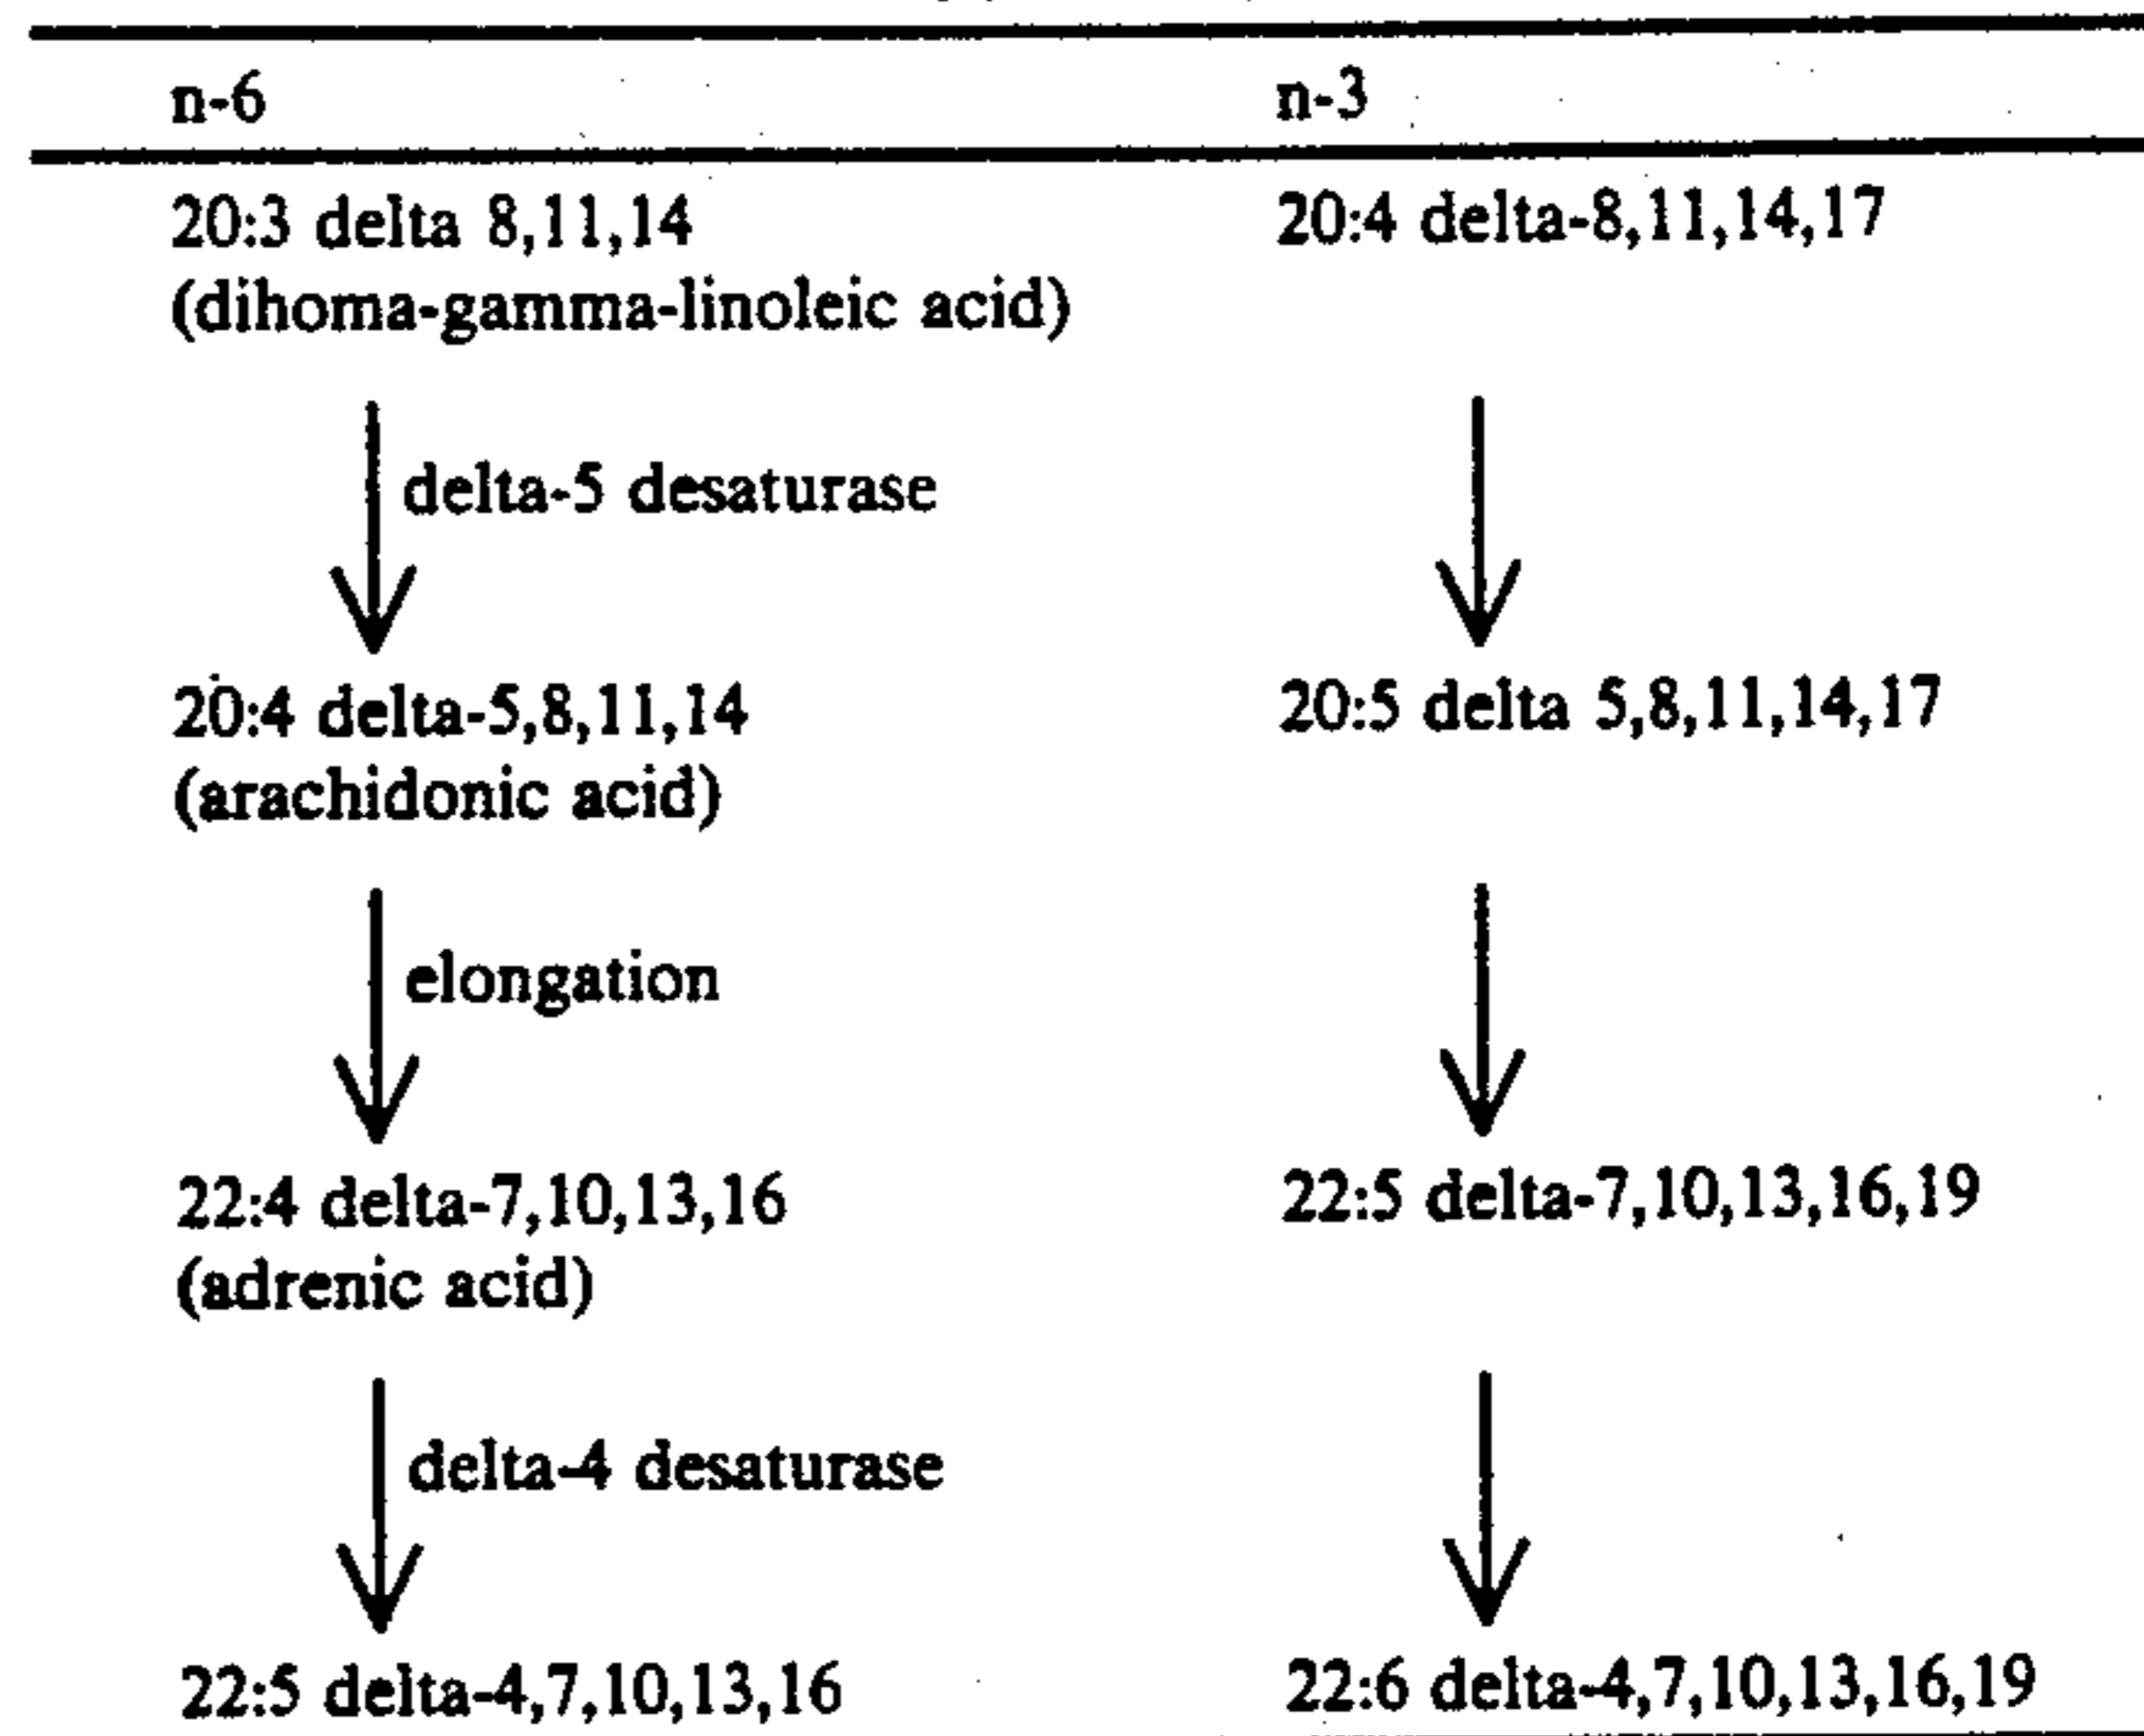 n-6 n-3
20:3 delta 8,11,14 20:4 delta-8,11,14,17
(dihoma-gamma-linoleic acid)
delta-5 desaturase
20:4 delta-5,8,11,14 20:5 delta 5,8,11,14,17
(arachidonic acid)
elongation
22:4 delta-7,10,13,16 22:5 delta-7,10,13,16,19
(adrenic acid)
delta-4 desaturase
22:5 delta-4,7,10,13,16 22:6 delta-4,7,10,13,16,19